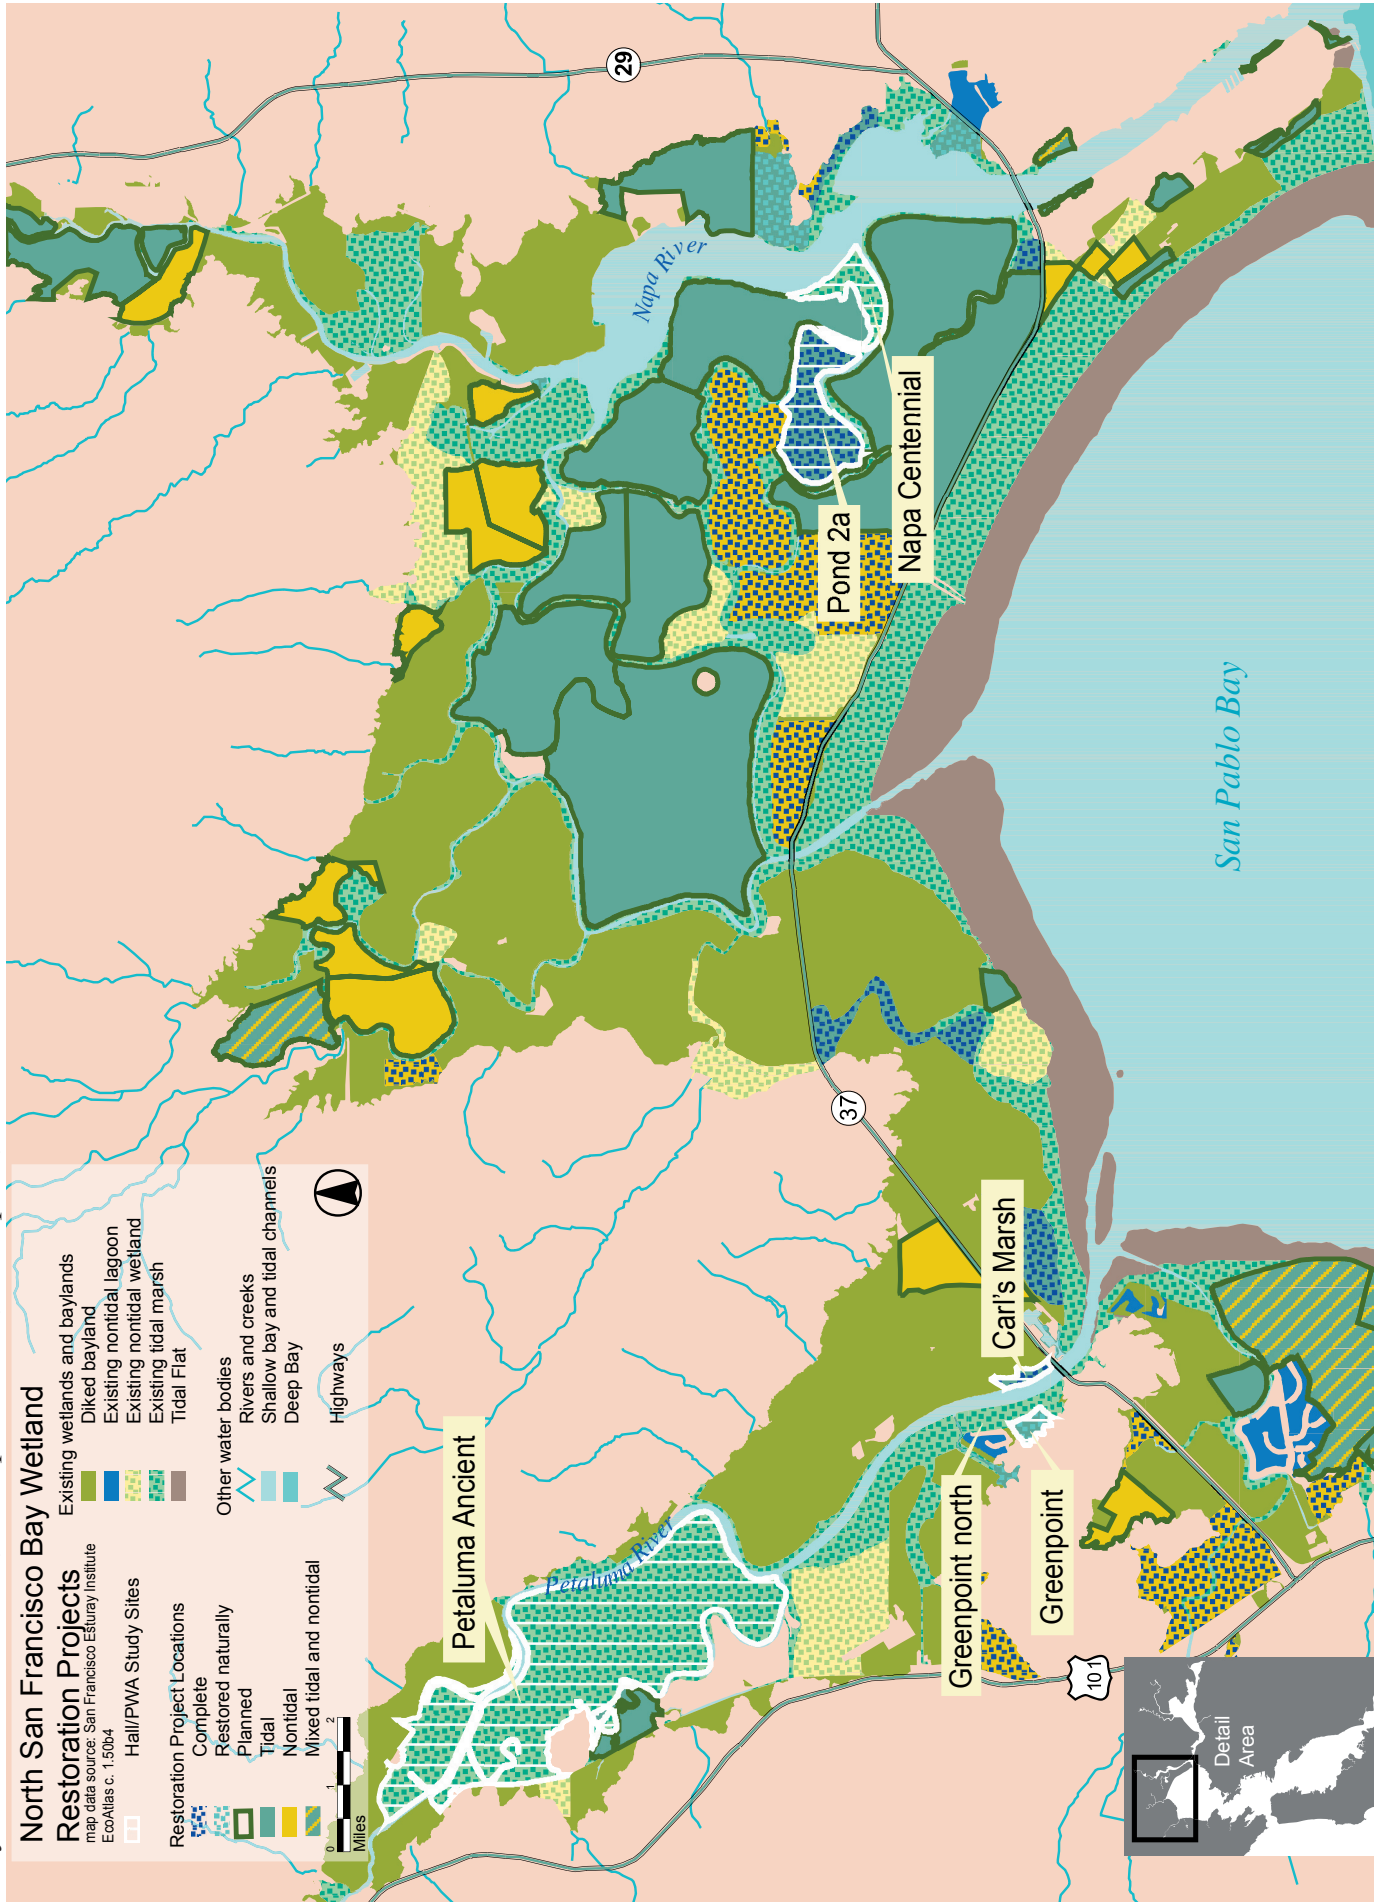 North San Francisco Bay Wetland
Restoration Projects
map data source: San Francisco Esturay Institute
EcoAtlas c. 1.50b4
Hall/PWA Study Sites
Restoration Project Locations
Complete
Restored naturally
Planned
Tidal
Nontidal
Mixed tidal and nontidal
0 1 2
Miles
Existing wetlands and baylands
Diked bayland
Existing nontidal lagoon
Existing nontidal wetland
Existing tidal marsh
Tidal Flat
Other water bodies
Rivers and creeks
Shallow bay and tidal channels
Deep Bay
Highways
Petaluma Ancient
Petaluma River
Greenpoint north
Greenpoint
Carl's Marsh
37
101
29
Napa River
Pond 2a
Napa Centennial
San Pablo Bay
Detail
Area